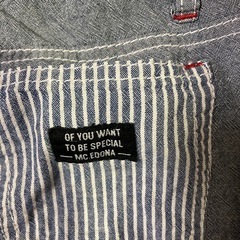 OF YOU WANT
TO BE SPECIAL
— MC.EDONA —